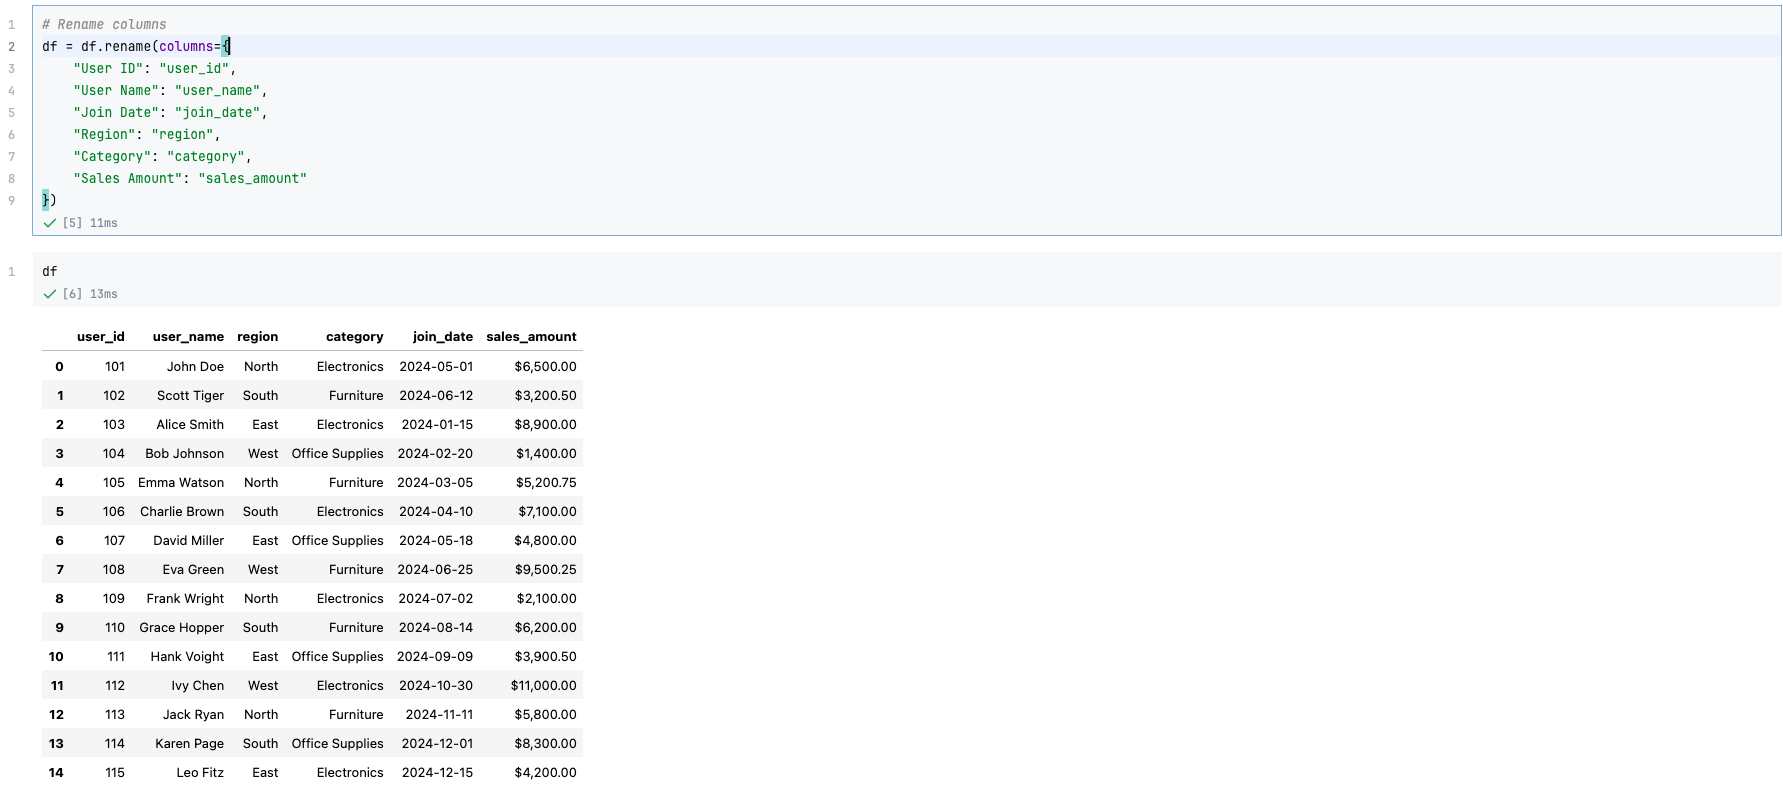 1 # Rename columns
2 df = df.rename(columns={
3 "User ID": "user_id",
4 "User Name": "user_name",
5 "Join Date": "join_date",
6 "Region": "region",
7 "Category": "category",
8 "Sales Amount": "sales_amount"
9 })
[5] 11ms
1 df
[6] 13ms
user_id user_name region category join_date sales_amount
0 101 John Doe North Electronics 2024-05-01 $6,500.00
1 102 Scott Tiger South Furniture 2024-06-12 $3,200.50
2 103 Alice Smith East Electronics 2024-01-15 $8,900.00
3 104 Bob Johnson West Office Supplies 2024-02-20 $1,400.00
4 105 Emma Watson North Furniture 2024-03-05 $5,200.75
5 106 Charlie Brown South Electronics 2024-04-10 $7,100.00
6 107 David Miller East Office Supplies 2024-05-18 $4,800.00
7 108 Eva Green West Furniture 2024-06-25 $9,500.25
8 109 Frank Wright North Electronics 2024-07-02 $2,100.00
9 110 Grace Hopper South Furniture 2024-08-14 $6,200.00
10 111 Hank Voight East Office Supplies 2024-09-09 $3,900.50
11 112 Ivy Chen West Electronics 2024-10-30 $11,000.00
12 113 Jack Ryan North Furniture 2024-11-11 $5,800.00
13 114 Karen Page South Office Supplies 2024-12-01 $8,300.00
14 115 Leo Fitz East Electronics 2024-12-15 $4,200.00